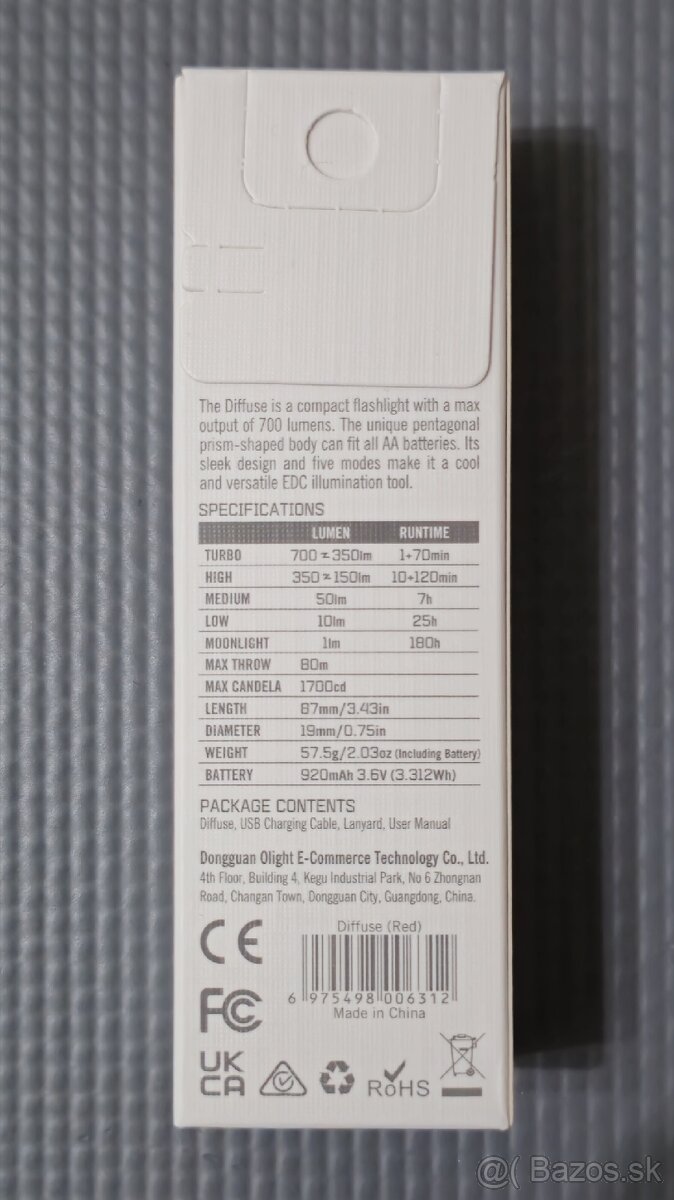 The Diffuse is a compact flashlight with a max
output of 700 lumens. The unique pentagonal
prism-shaped body can fit all AA batteries. Its
sleek design and five modes make it a cool
and versatile EDC illumination tool.
SPECIFICATIONS
LUMEN RUNTIME
TURBO 700 ~ 350lm 1+70min
HIGH 350 ~ 150lm 10+120min
MEDIUM 50lm 7h
LOW 10lm 25h
MOONLIGHT 1lm 180h
MAX THROW 80m
MAX CANDELA 1700cd
LENGTH 87mm/3.43in
DIAMETER 19mm/0.75in
WEIGHT 57.5g/2.03oz (Including Battery)
BATTERY 920mAh 3.6V (3.312Wh)
PACKAGE CONTENTS
Diffuse, USB Charging Cable, Lanyard, User Manual
Dongguan Olight E-Commerce Technology Co., Ltd.
4th Floor, Building 4, Kegu Industrial Park, No 6 Zhongnan
Road, Changan Town, Dongguan City, Guangdong, China.
Diffuse (Red)
CE
6 975498 006312
FC
Made in China
UK
CA
RoHS
@( Bazos.sk